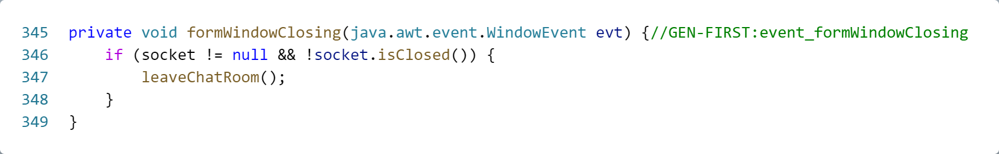 345 private void formWindowClosing(java.awt.event.WindowEvent evt) {//GEN-FIRST:event_formWindowClosing
346     if (socket != null && !socket.isClosed()) {
347         leaveChatRoom();
348     }
349 }